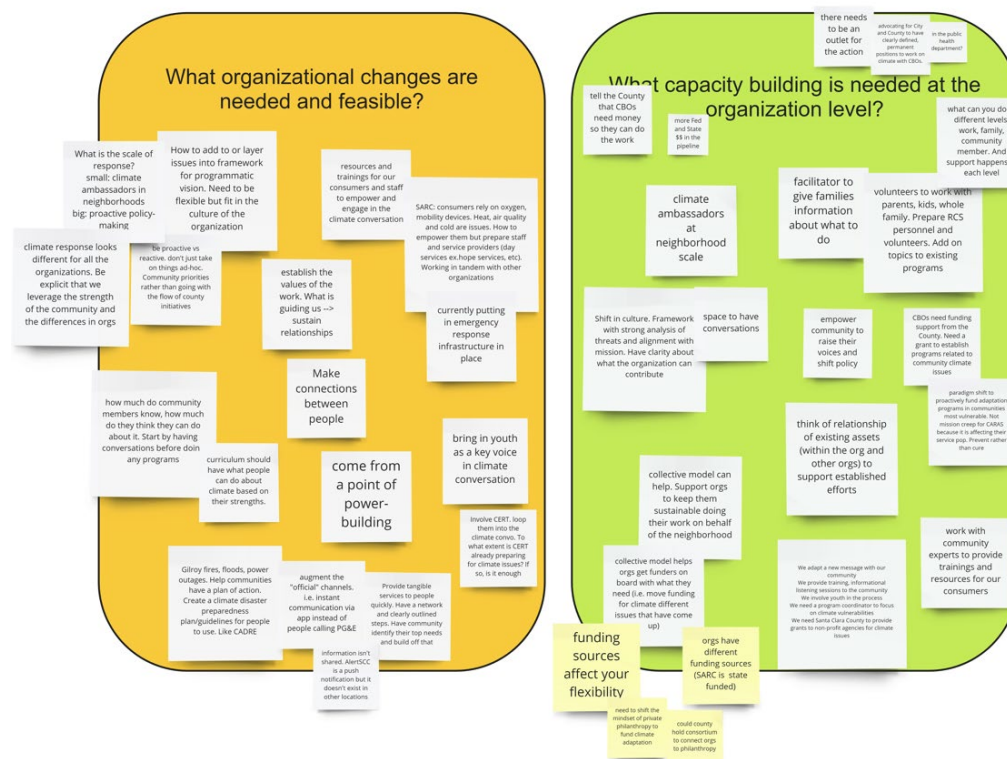 What organizational changes are
needed and feasible?
What is the scale of
response?
small: climate
ambassadors in
neighborhoods
big: proactive policy-
making
How to add to or layer
issues into framework
for programmatic
vision. Need to be
flexible but fit in the
culture of the
organization
resources and
trainings for our
consumers and staff
to empower and
engage in the
climate conversation
SARC: consumers rely on oxygen,
mobility devices. Heat, air quality
and cold are issues. How to
empower them but prepare staff
and service providers (day
services ex.hope services, etc).
Working in tandem with other
organizations
climate response looks
different for all the
organizations. Be
explicit that we
leverage the strength
of the community and
the differences in orgs
be proactive vs
reactive. don't just take
on things ad-hoc.
Community priorities
rather than going with
the flow of county
initiatives
establish the
values of the
work. What is
guiding us -->
sustain
relationships
currently putting
in emergency
response
infrastructure in
place
Make
connections
between
people
how much do community
members know, how much
do they think they can do
about it. Start by having
conversations before doin
any programs
curriculum should
have what people
can do about
climate based on
their strengths.
come from
a point of
power-
building
bring in youth
as a key voice
in climate
conversation
Involve CERT, loop
them into the
climate convo. To
what extent is CERT
already preparing
for climate issues? If
so, is it enough
Gilroy fires, floods, power
outages. Help communities
have a plan of action.
Create a climate disaster
preparedness
plan/guidelines for people
to use. Like CADRE
augment the
"official" channels.
i.e. instant
communication via
app instead of
people calling PG&E
Provide tangible
services to people
quickly. Have a network
and clearly outlined
steps. Have community
identify their top needs
and build off that
information isn't
shared. AlertSCC
is a push
notification but it
doesn't exist in
other locations
What capacity building is needed at the
organization level?
there needs
to be an
outlet for
the action
advocating for City
and County to have
clearly defined,
permanent
positions to work on
climate with CBOs.
in the public
health
department?
tell the County
that CBOs
need money
so they can do
the work
more Fed
and State
$$ in the
pipeline
what can you do
different levels
work, family,
community
member. And
support happens
each level
climate
ambassadors
at
neighborhood
scale
facilitator to
give families
information
about what to
do
volunteers to work with
parents, kids, whole
family. Prepare RCS
personnel and
volunteers. Add on
topics to existing
programs
Shift in culture. Framework
with strong analysis of
threats and alignment with
mission. Have clarity about
what the organization can
contribute
space to have
conversations
empower
community to
raise their
voices and
shift policy
CBOs need funding
support from the
County. Need a
grant to establish
programs related to
community climate
issues
paradigm shift to
proactively fund adaptation
programs in communities
most vulnerable. Not
mission creep for CARAS
because it is affecting their
service pop. Prevent rather
than cure
think of relationship
of existing assets
(within the org and
other orgs) to
support established
efforts
collective model can
help. Support orgs
to keep them
sustainable doing
their work on behalf
of the neighborhood
collective model helps
orgs get funders on
board with what they
need (i.e. move funding
for climate different
issues that have come
up)
We adapt a new message with our
community
We provide training, informational
listening sessions to the community
We involve youth in the process
We need a program coordinator to focus
on climate vulnerabilities
We need Santa Clara County to provide
grants to non-profit agencies for climate
issues
work with
community
experts to provide
trainings and
resources for our
consumers
funding
sources
affect your
flexibility
orgs have
different
funding sources
(SARC is state
funded)
need to shift the
mindset of private
philanthropy to
fund climate
adaptation
could county
hold consortium
to connect orgs
to philanthropy